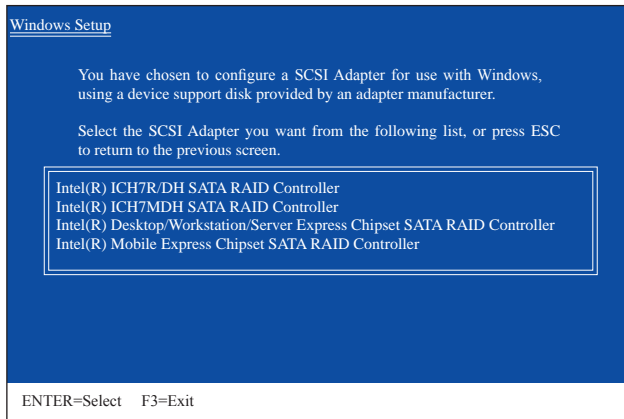 Windows Setup
You have chosen to configure a SCSI Adapter for use with Windows,
using a device support disk provided by an adapter manufacturer.
Select the SCSI Adapter you want from the following list, or press ESC
to return to the previous screen.
Intel(R) ICH7R/DH SATA RAID Controller
Intel(R) ICH7MDH SATA RAID Controller
Intel(R) Desktop/Workstation/Server Express Chipset SATA RAID Controller
Intel(R) Mobile Express Chipset SATA RAID Controller
ENTER=Select F3=Exit